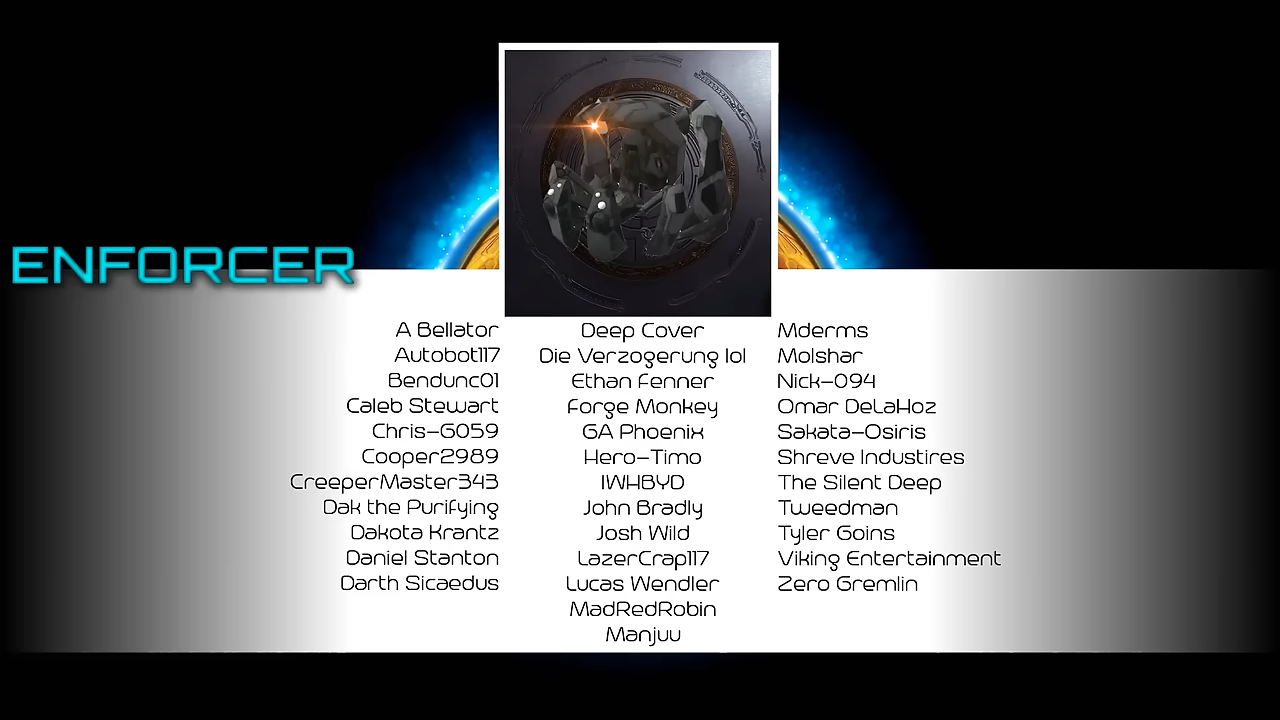 ENFORCER
A Bellator
Autobot117
Bendunc01
Caleb Stewart
Chris-G059
Cooper2989
CreeperMaster343
Dak the Purifying
Dakota Krantz
Daniel Stanton
Darth Sicaedus
Deep Cover
Die Verzogerung lol
Ethan Fenner
Forge Monkey
GA Phoenix
Hero-Timo
IWHBYD
John Bradly
Josh Wild
LazerCrap117
Lucas Wendler
MadRedRobin
Manjuu
Mderms
Molshar
Nick-094
Omar DeLaHoz
Sakata-Osiris
Shreve Industires
The Silent Deep
Tweedman
Tyler Goins
Viking Entertainment
Zero Gremlin